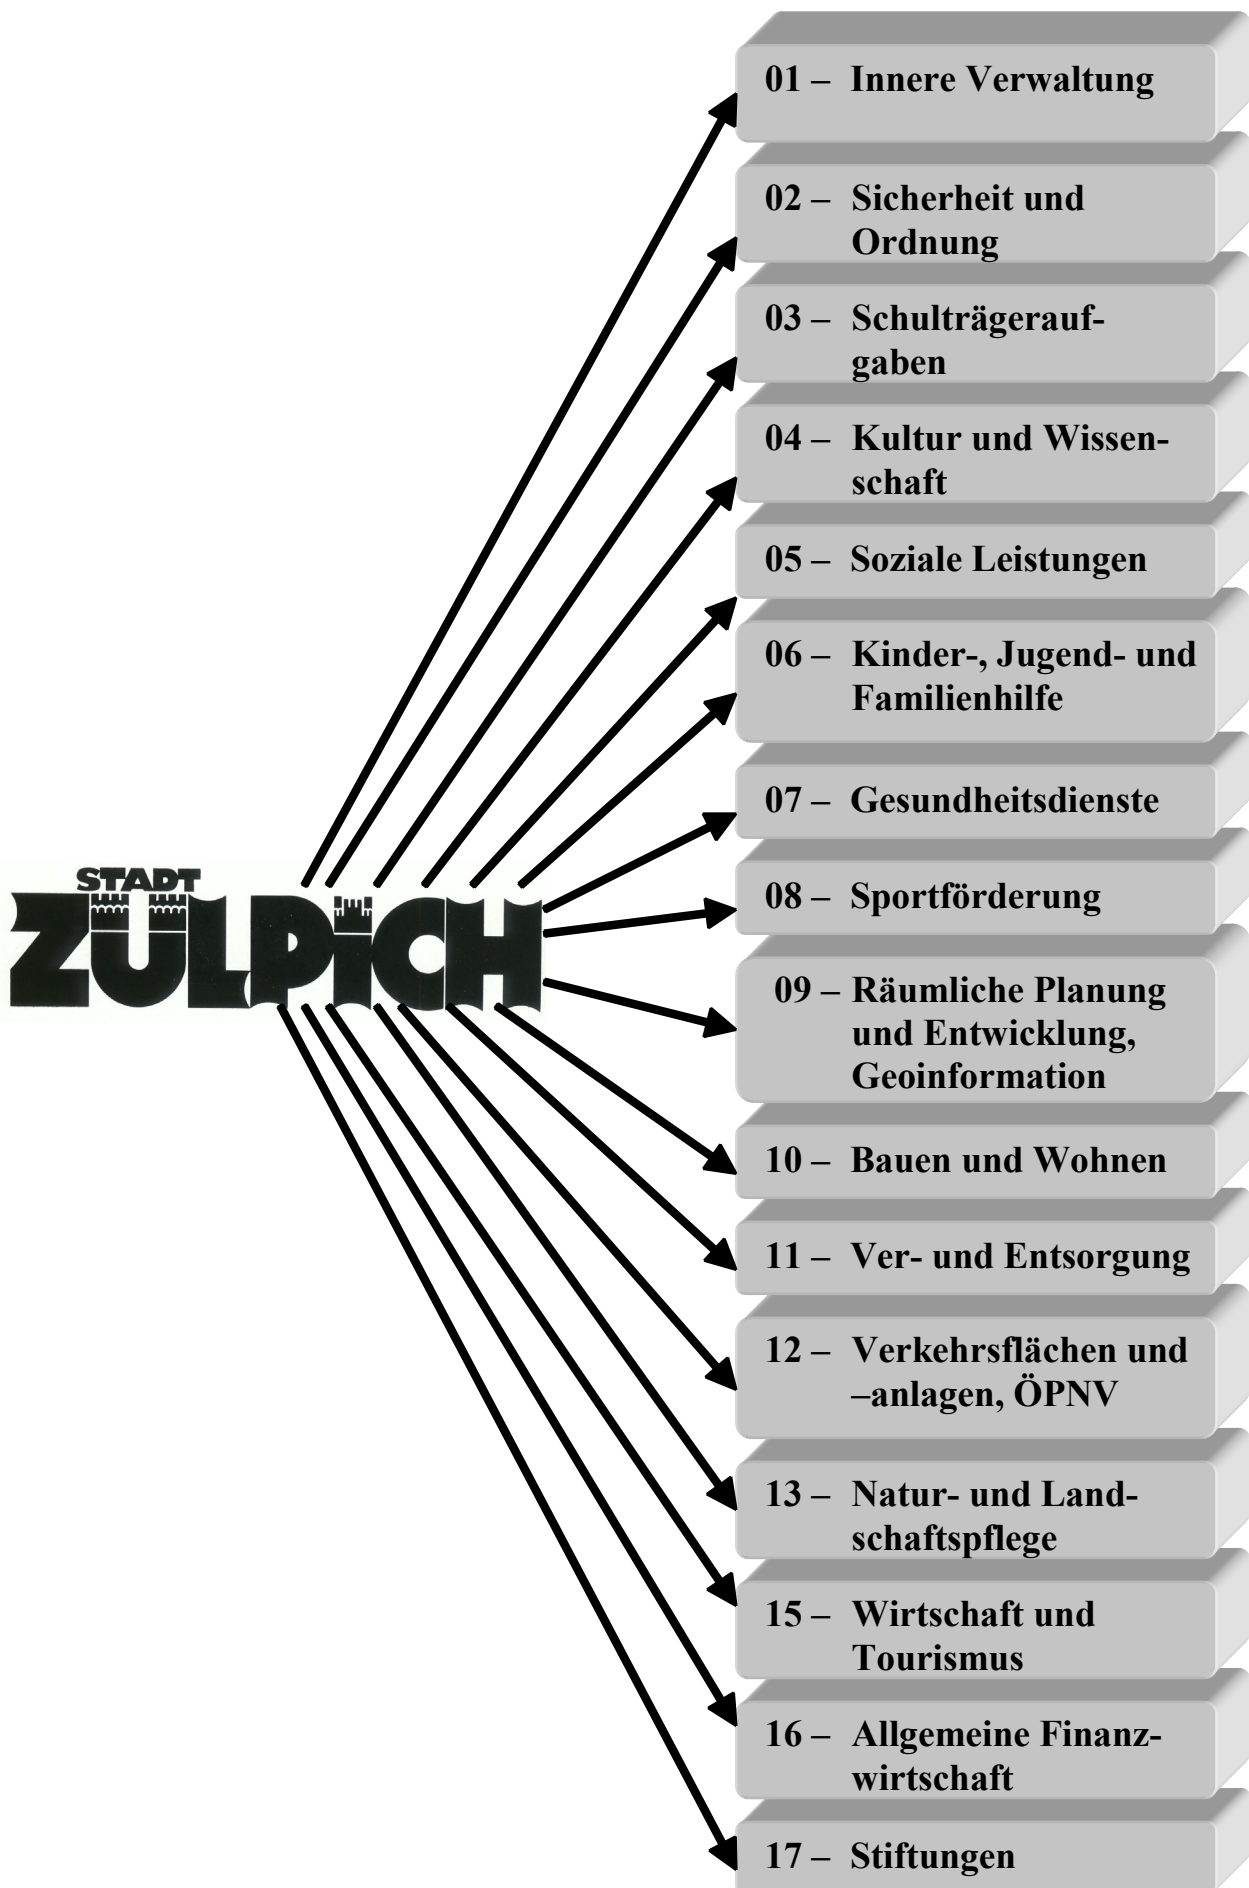 01 – Innere Verwaltung
02 – Sicherheit und
Ordnung
03 – Schulträgerauf-
gaben
04 – Kultur und Wissen-
schaft
05 – Soziale Leistungen
06 – Kinder-, Jugend- und
Familienhilfe
07 – Gesundheitsdienste
STADT
ZÜLPICH
08 – Sportförderung
09 – Räumliche Planung
und Entwicklung,
Geoinformation
10 – Bauen und Wohnen
11 – Ver- und Entsorgung
12 – Verkehrsflächen und
–anlagen, ÖPNV
13 – Natur- und Land-
schaftspflege
15 – Wirtschaft und
Tourismus
16 – Allgemeine Finanz-
wirtschaft
17 – Stiftungen